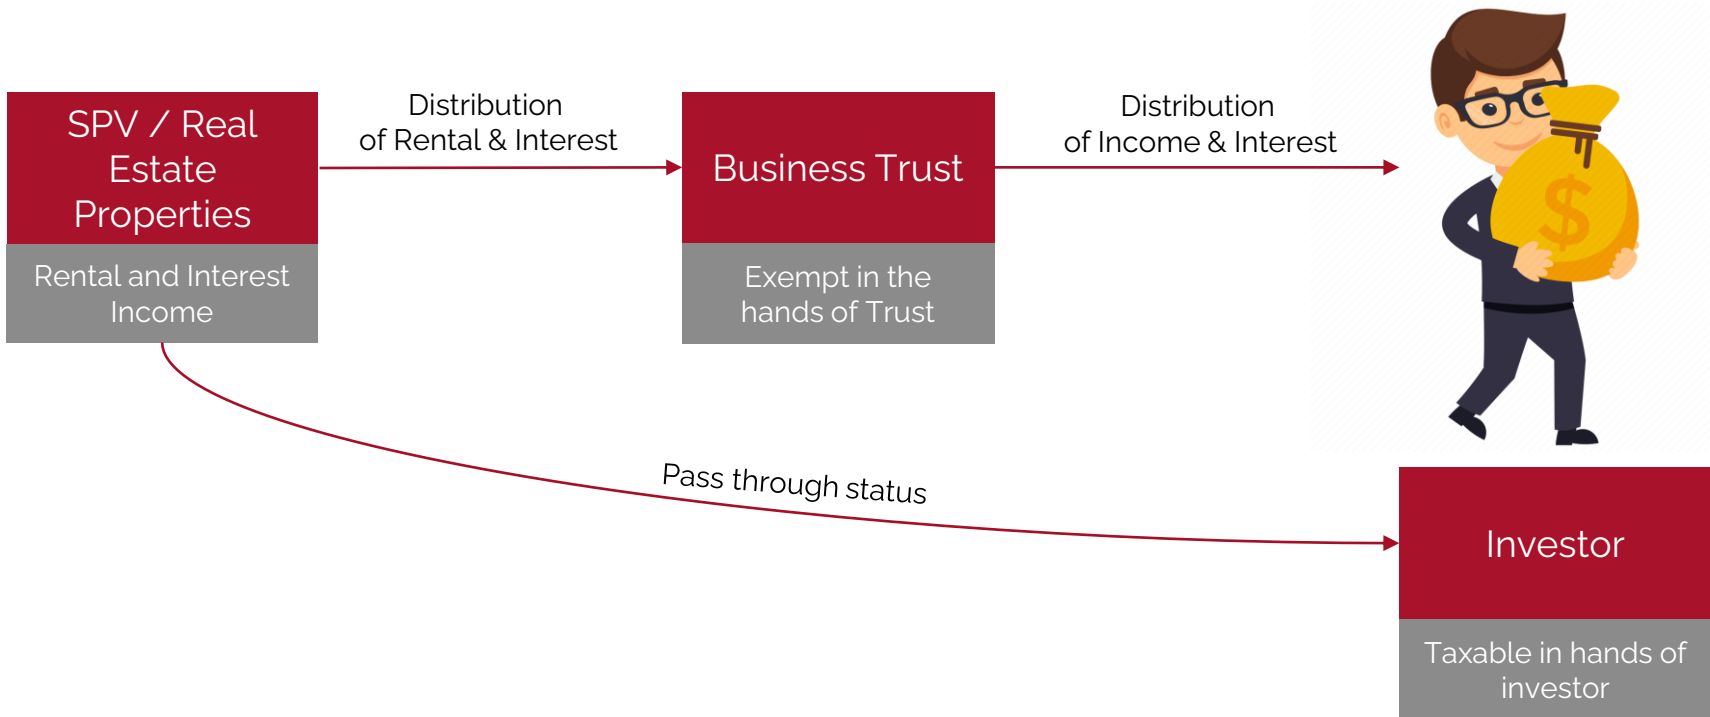 SPV / Real
Estate
Properties
Rental and Interest
Income
Distribution
of Rental & Interest
Business Trust
Exempt in the
hands of Trust
Distribution
of Income & Interest
$
Pass through status
Investor
Taxable in hands of
investor